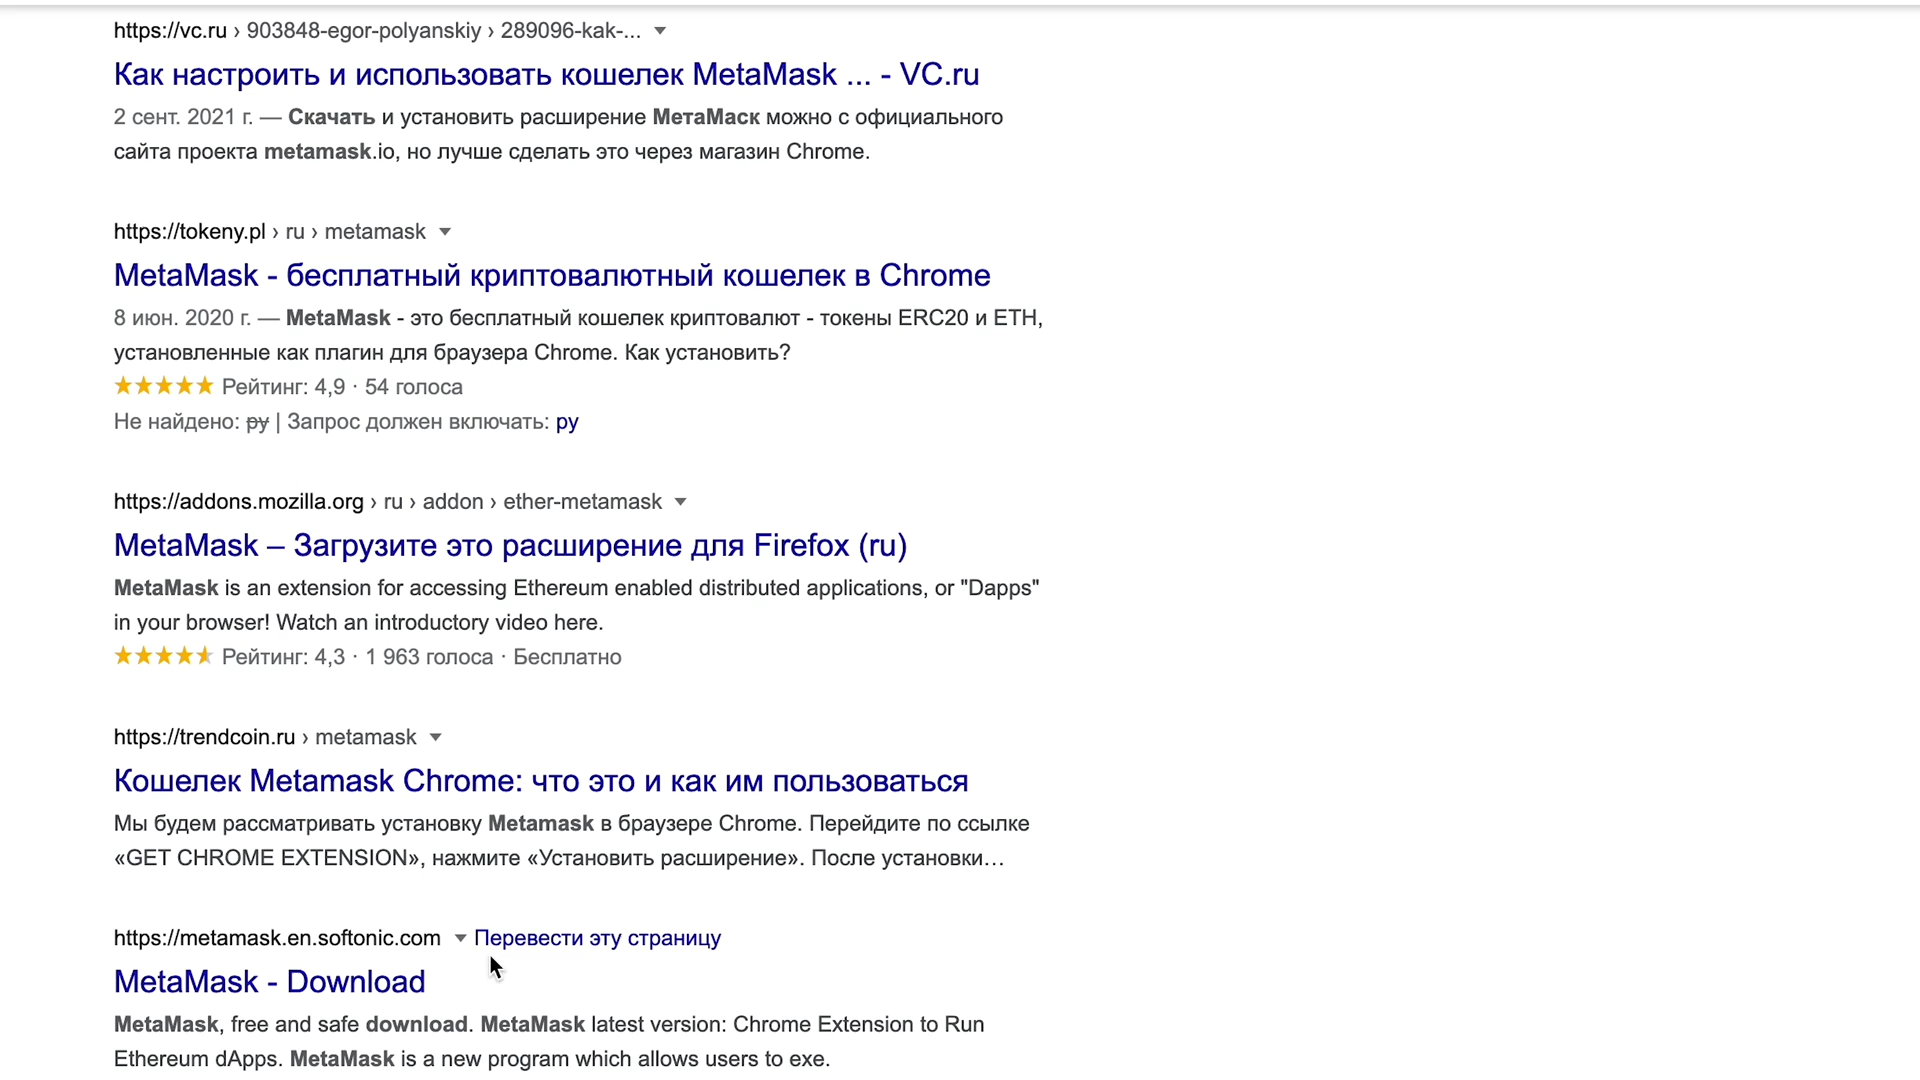 https://vc.ru › 903848-egor-polyanskiy › 289096-kak-...
Как настроить и использовать кошелек MetaMask ... - VC.ru
2 сент. 2021 г. — Скачать и установить расширение МетаМаск можно с официального
сайта проекта metamask.io, но лучше сделать это через магазин Chrome.
https://tokeny.pl › ru › metamask
MetaMask - бесплатный криптовалютный кошелек в Chrome
8 июн. 2020 г. — MetaMask - это бесплатный кошелек криптовалют - токены ERC20 и ETH,
установленные как плагин для браузера Chrome. Как установить?
Рейтинг: 4,9 · 54 голоса
Не найдено: ру | Запрос должен включать: ру
https://addons.mozilla.org › ru › addon › ether-metamask
MetaMask – Загрузите это расширение для Firefox (ru)
MetaMask is an extension for accessing Ethereum enabled distributed applications, or "Dapps"
in your browser! Watch an introductory video here.
Рейтинг: 4,3 · 1 963 голоса · Бесплатно
https://trendcoin.ru › metamask
Кошелек Metamask Chrome: что это и как им пользоваться
Мы будем рассматривать установку Metamask в браузере Chrome. Перейдите по ссылке
«GET CHROME EXTENSION», нажмите «Установить расширение». После установки…
https://metamask.en.softonic.com Перевести эту страницу
MetaMask - Download
MetaMask, free and safe download. MetaMask latest version: Chrome Extension to Run
Ethereum dApps. MetaMask is a new program which allows users to exe.